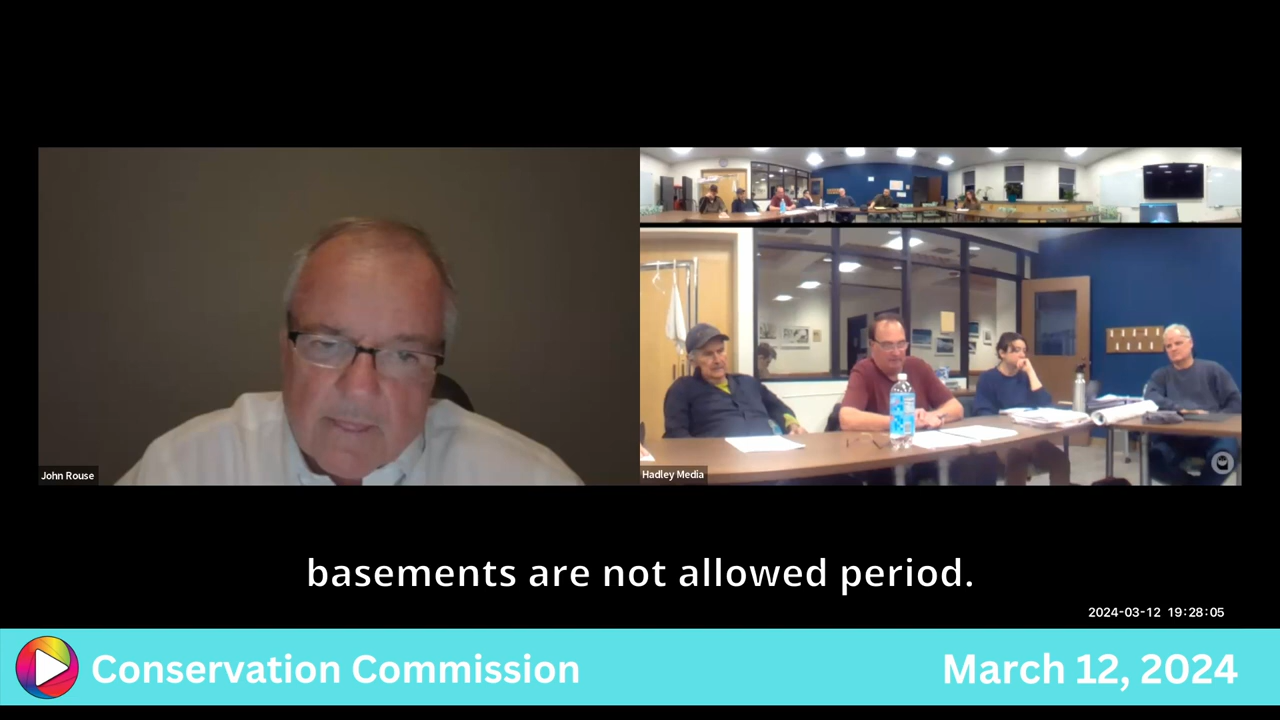 John Rouse
Hadley Media
basements are not allowed period.
2024-03-12 19:28:05
Conservation Commission
March 12, 2024